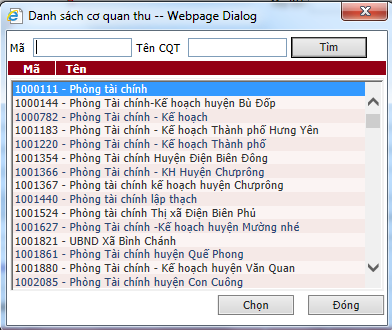 Danh sách cơ quan thu -- Webpage Dialog
Mã Tên CQT Tìm
Mã Tên
1000111 - Phòng tài chính
1000144 - Phòng Tài chính-Kế hoạch huyện Bù Đốp
1000782 - Phòng Tài chính - Kế hoạch
1001183 - Phòng Tài chính - Kế hoạch Thành phố Hưng Yên
1001220 - Phòng Tài chính - Kế hoạch Thành phố
1001354 - Phòng Tài chính Huyện Điện Biên Đông
1001366 - Phòng Tài chính - KH Huyện Chưprông
1001367 - Phòng Tài chính kế hoạch huyện Chưprông
1001440 - Phòng Tài chính lập thạch
1001524 - Phòng Tài chính Thị xã Điện Biên Phủ
1001627 - Phòng Tài chính -Kế hoạch huyện Mường nhé
1001821 - UBND Xã Bình Chánh
1001861 - Phòng Tài chính huyện Quế Phong
1001880 - Phòng Tài chính - Kế hoạch huyện Văn Quan
1002085 - Phòng Tài chính huyện Con Cuông
Chọn Đóng